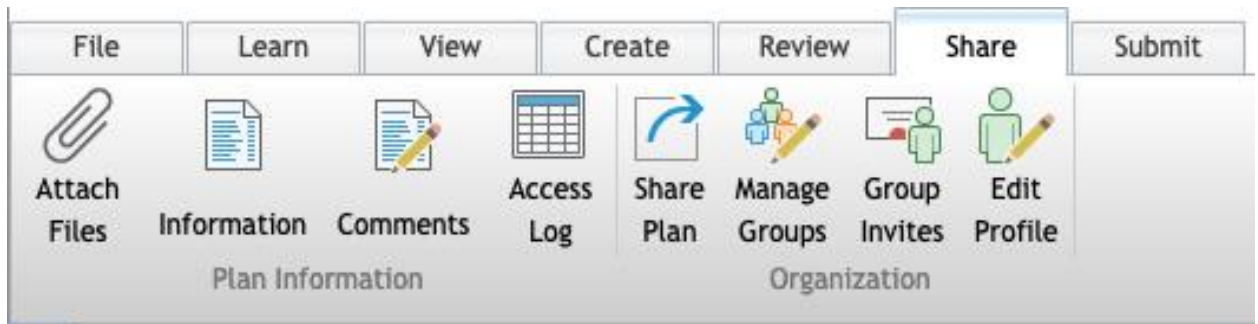 File Learn View Create Review Share Submit
Attach Files Information Comments Access Log Share Plan Manage Groups Group Invites Edit Profile
Plan Information Organization